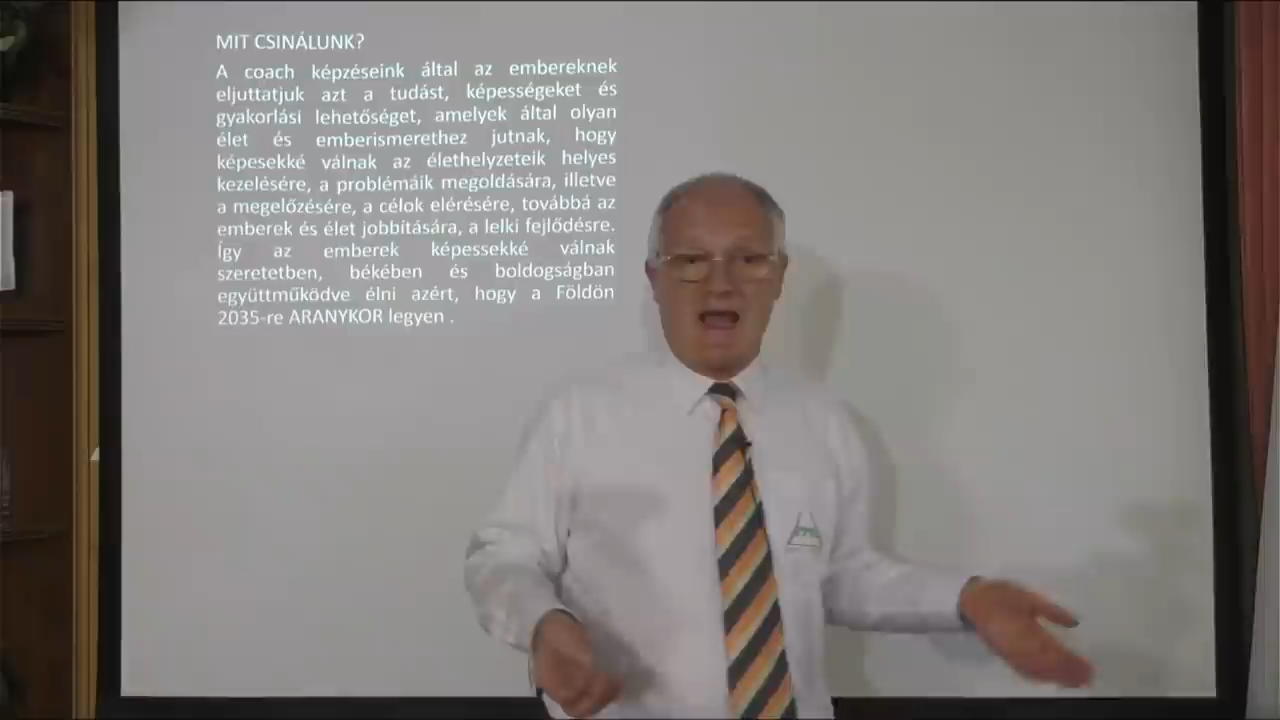 MIT CSINÁLUNK?
A coach képzéseink által az embereknek
eljuttatjuk azt a tudást, képességeket és
gyakorlási lehetőséget, amelyek által olyan
élet és emberismerethez jutnak, hogy
képesekké válnak az élethelyzeteik helyes
kezelésére, a problémáik megoldására, illetve
a megelőzésére, a célok elérésére, továbbá az
emberek és élet jobbítására, a lelki fejlődésre.
Így az emberek képessekké válnak
szeretetben, békében és boldogságban
együttműködve élni azért, hogy a Földön
2035-re ARANYKOR legyen .